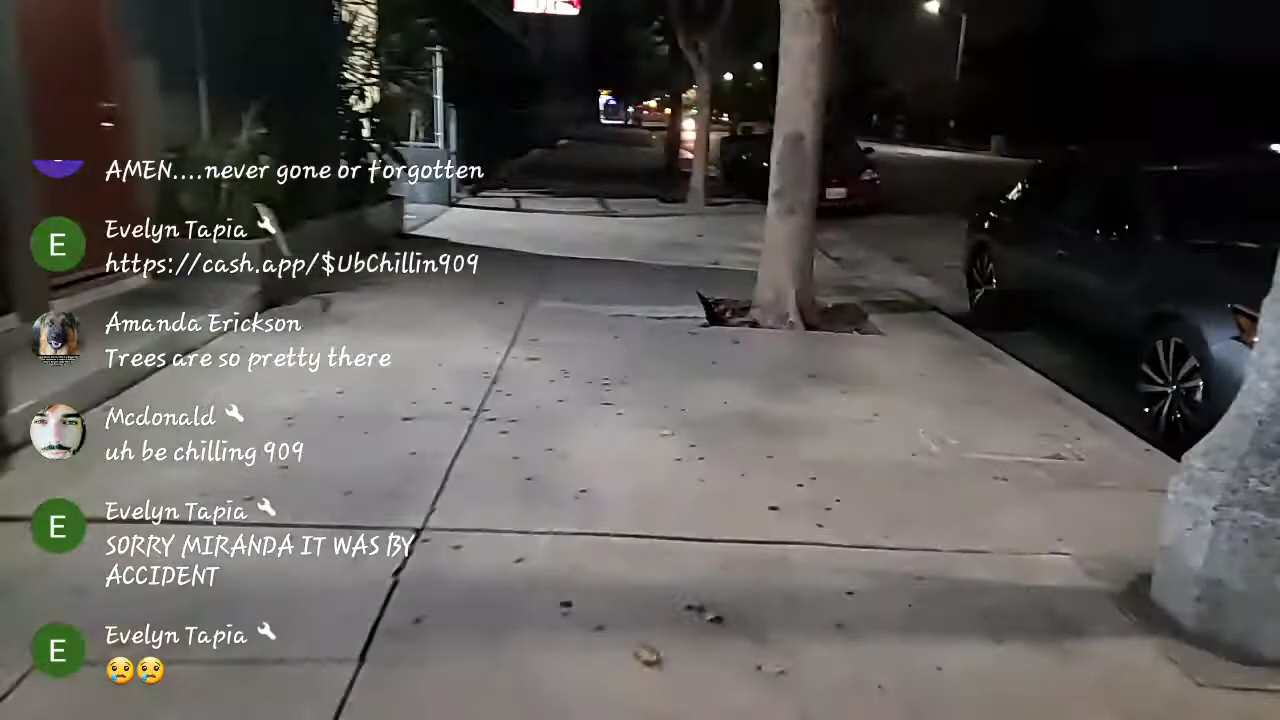 AMEN....never gone or forgotten
Evelyn Tapia
https://cash.app/$UbChillin909
Amanda Erickson
Trees are so pretty there
Mcdonald
uh be chilling 909
Evelyn Tapia
SORRY MIRANDA IT WAS BY
ACCIDENT
Evelyn Tapia
😢😢
E
E
E